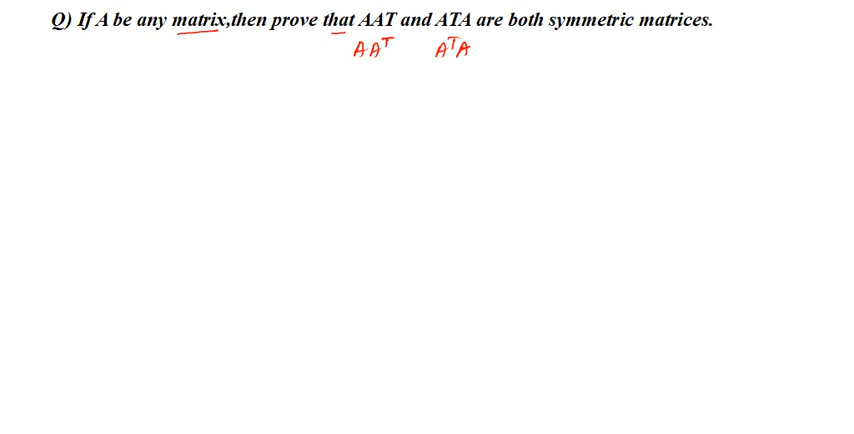 Q) If A be any matrix,then prove that AAT and ATA are both symmetric matrices.
AAᵀ AᵀA